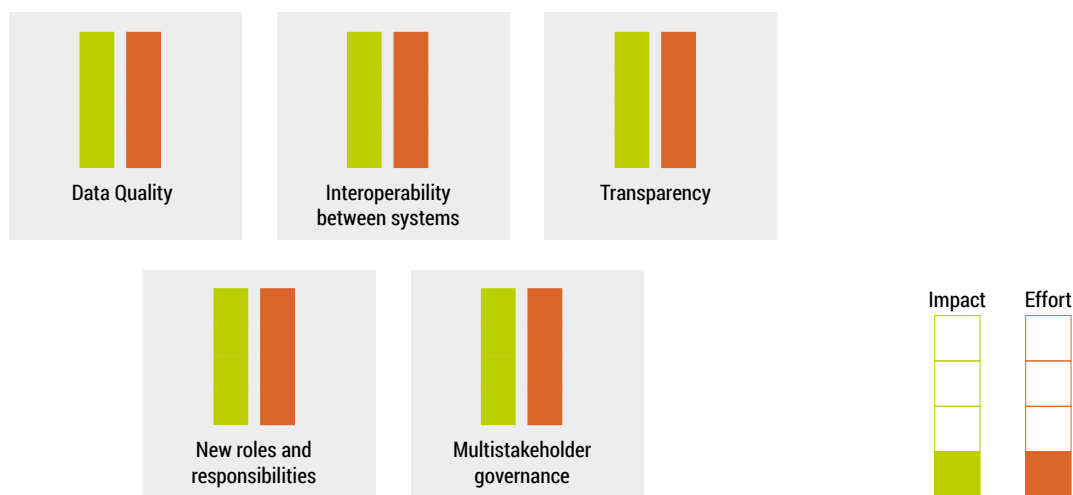 Data Quality
Interoperability
between systems
Transparency
New roles and
responsibilities
Multistakeholder
governance
Impact
Effort